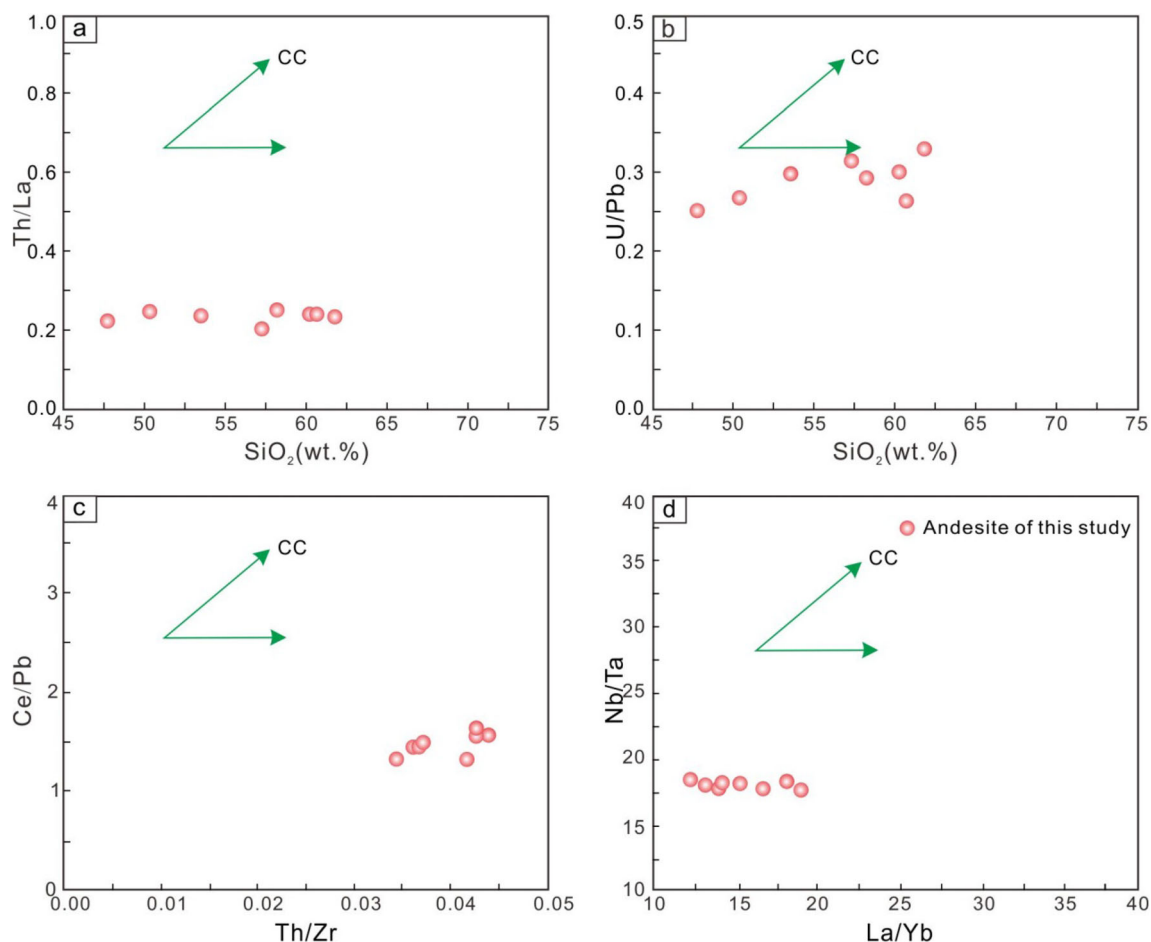 a
CC
Th/La
1.0
0.8
0.6
0.4
0.2
0.0
45 50 55 60 65 70 75
SiO₂(wt.%)
b
CC
U/Pb
0.5
0.4
0.3
0.2
0.1
0.0
45 50 55 60 65 70 75
SiO₂(wt.%)
c
CC
Ce/Pb
4
3
2
1
0
0.00 0.01 0.02 0.03 0.04 0.05
Th/Zr
d
Andesite of this study
CC
Nb/Ta
40
35
30
25
20
15
10
10 15 20 25 30 35 40
La/Yb